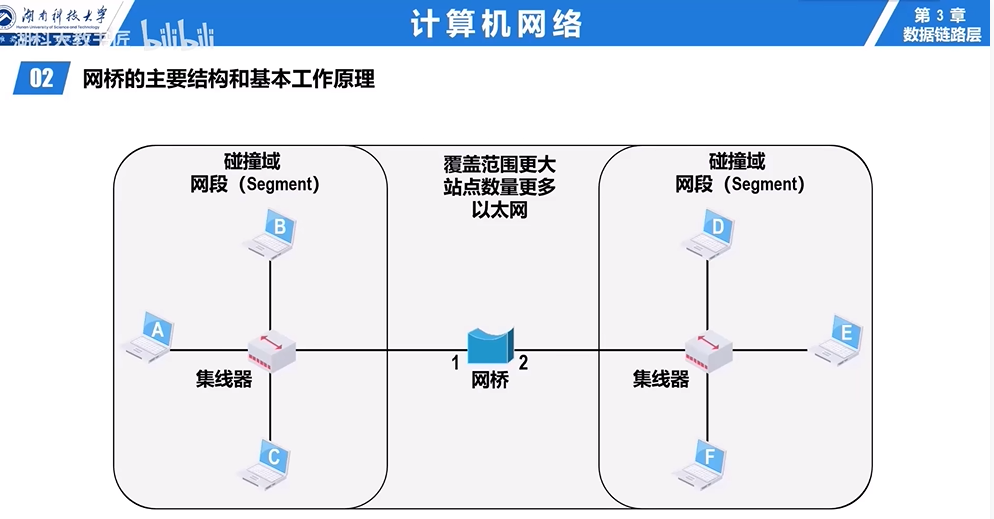 湖南科技大学
Hunan University of Science and Technology
湖科大教书匠
bilibili
计算机网络
第 3 章
数据链路层
02 网桥的主要结构和基本工作原理
碰撞域
网段（Segment）
覆盖范围更大
站点数量更多
以太网
碰撞域
网段（Segment）
B
D
A
E
集线器
1
2
网桥
集线器
C
F